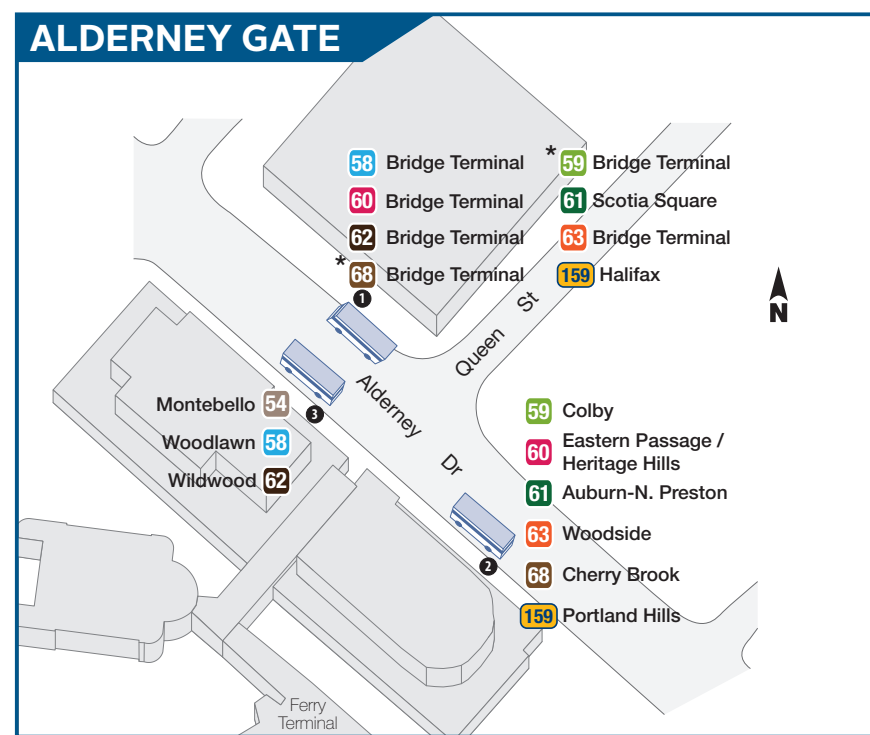 ALDERNEY GATE
58 Bridge Terminal
60 Bridge Terminal
62 Bridge Terminal
* 68 Bridge Terminal
1
* 59 Bridge Terminal
61 Scotia Square
63 Bridge Terminal
159 Halifax
N
Queen St
Alderney Dr
Montebello 54
Woodlawn 58
Wildwood 62
3
59 Colby
60 Eastern Passage /
Heritage Hills
61 Auburn-N. Preston
63 Woodside
68 Cherry Brook
159 Portland Hills
2
Ferry
Terminal